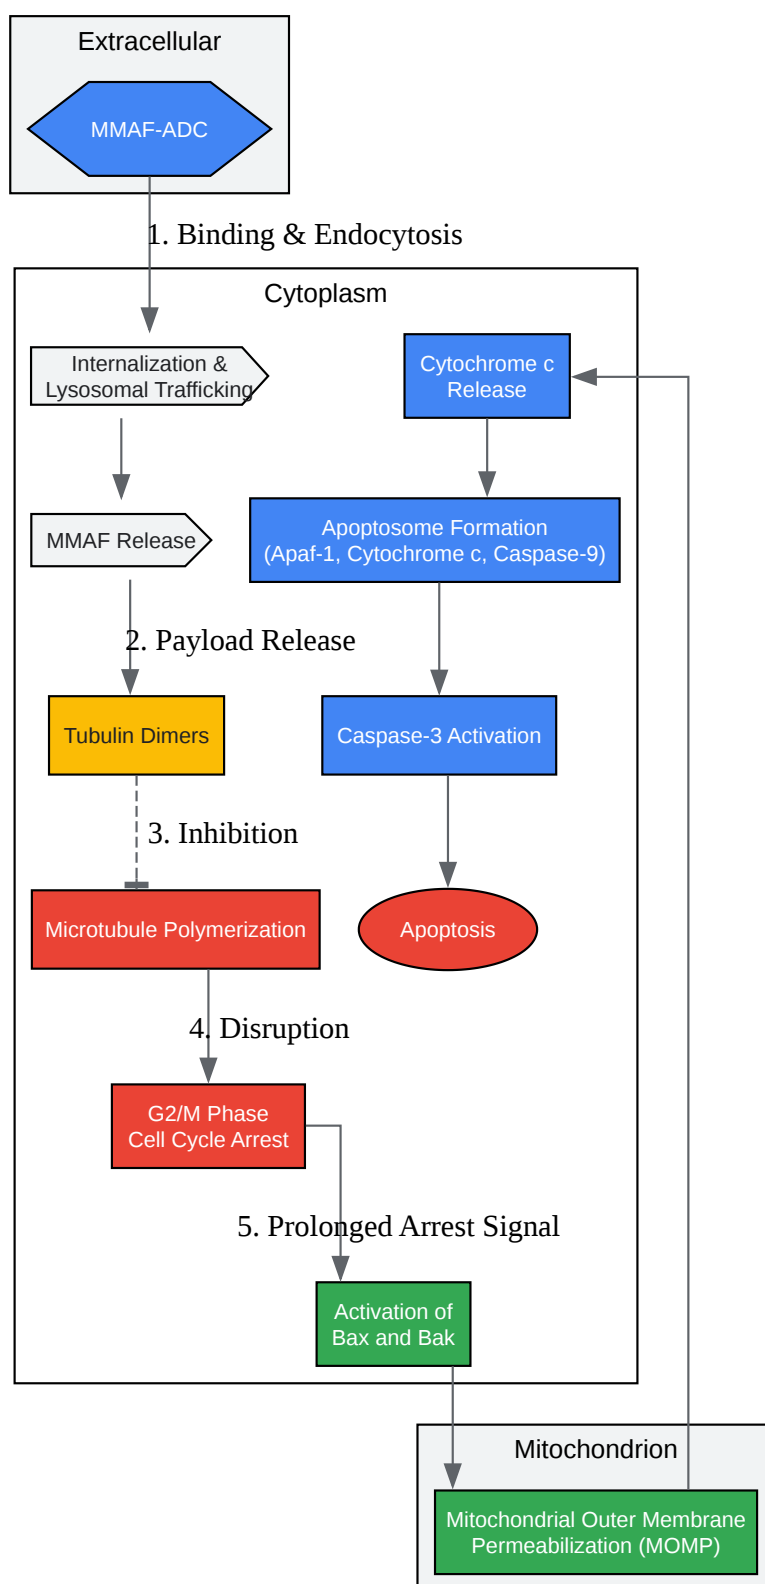 Extracellular
MMAF-ADC
1. Binding & Endocytosis
Cytoplasm
Internalization &
Lysosomal Trafficking
MMAF Release
2. Payload Release
Tubulin Dimers
3. Inhibition
Microtubule Polymerization
4. Disruption
G2/M Phase
Cell Cycle Arrest
5. Prolonged Arrest Signal
Activation of
Bax and Bak
Mitochondrion
Mitochondrial Outer Membrane
Permeabilization (MOMP)
Cytochrome c
Release
Apoptosome Formation
(Apaf-1, Cytochrome c, Caspase-9)
Caspase-3 Activation
Apoptosis